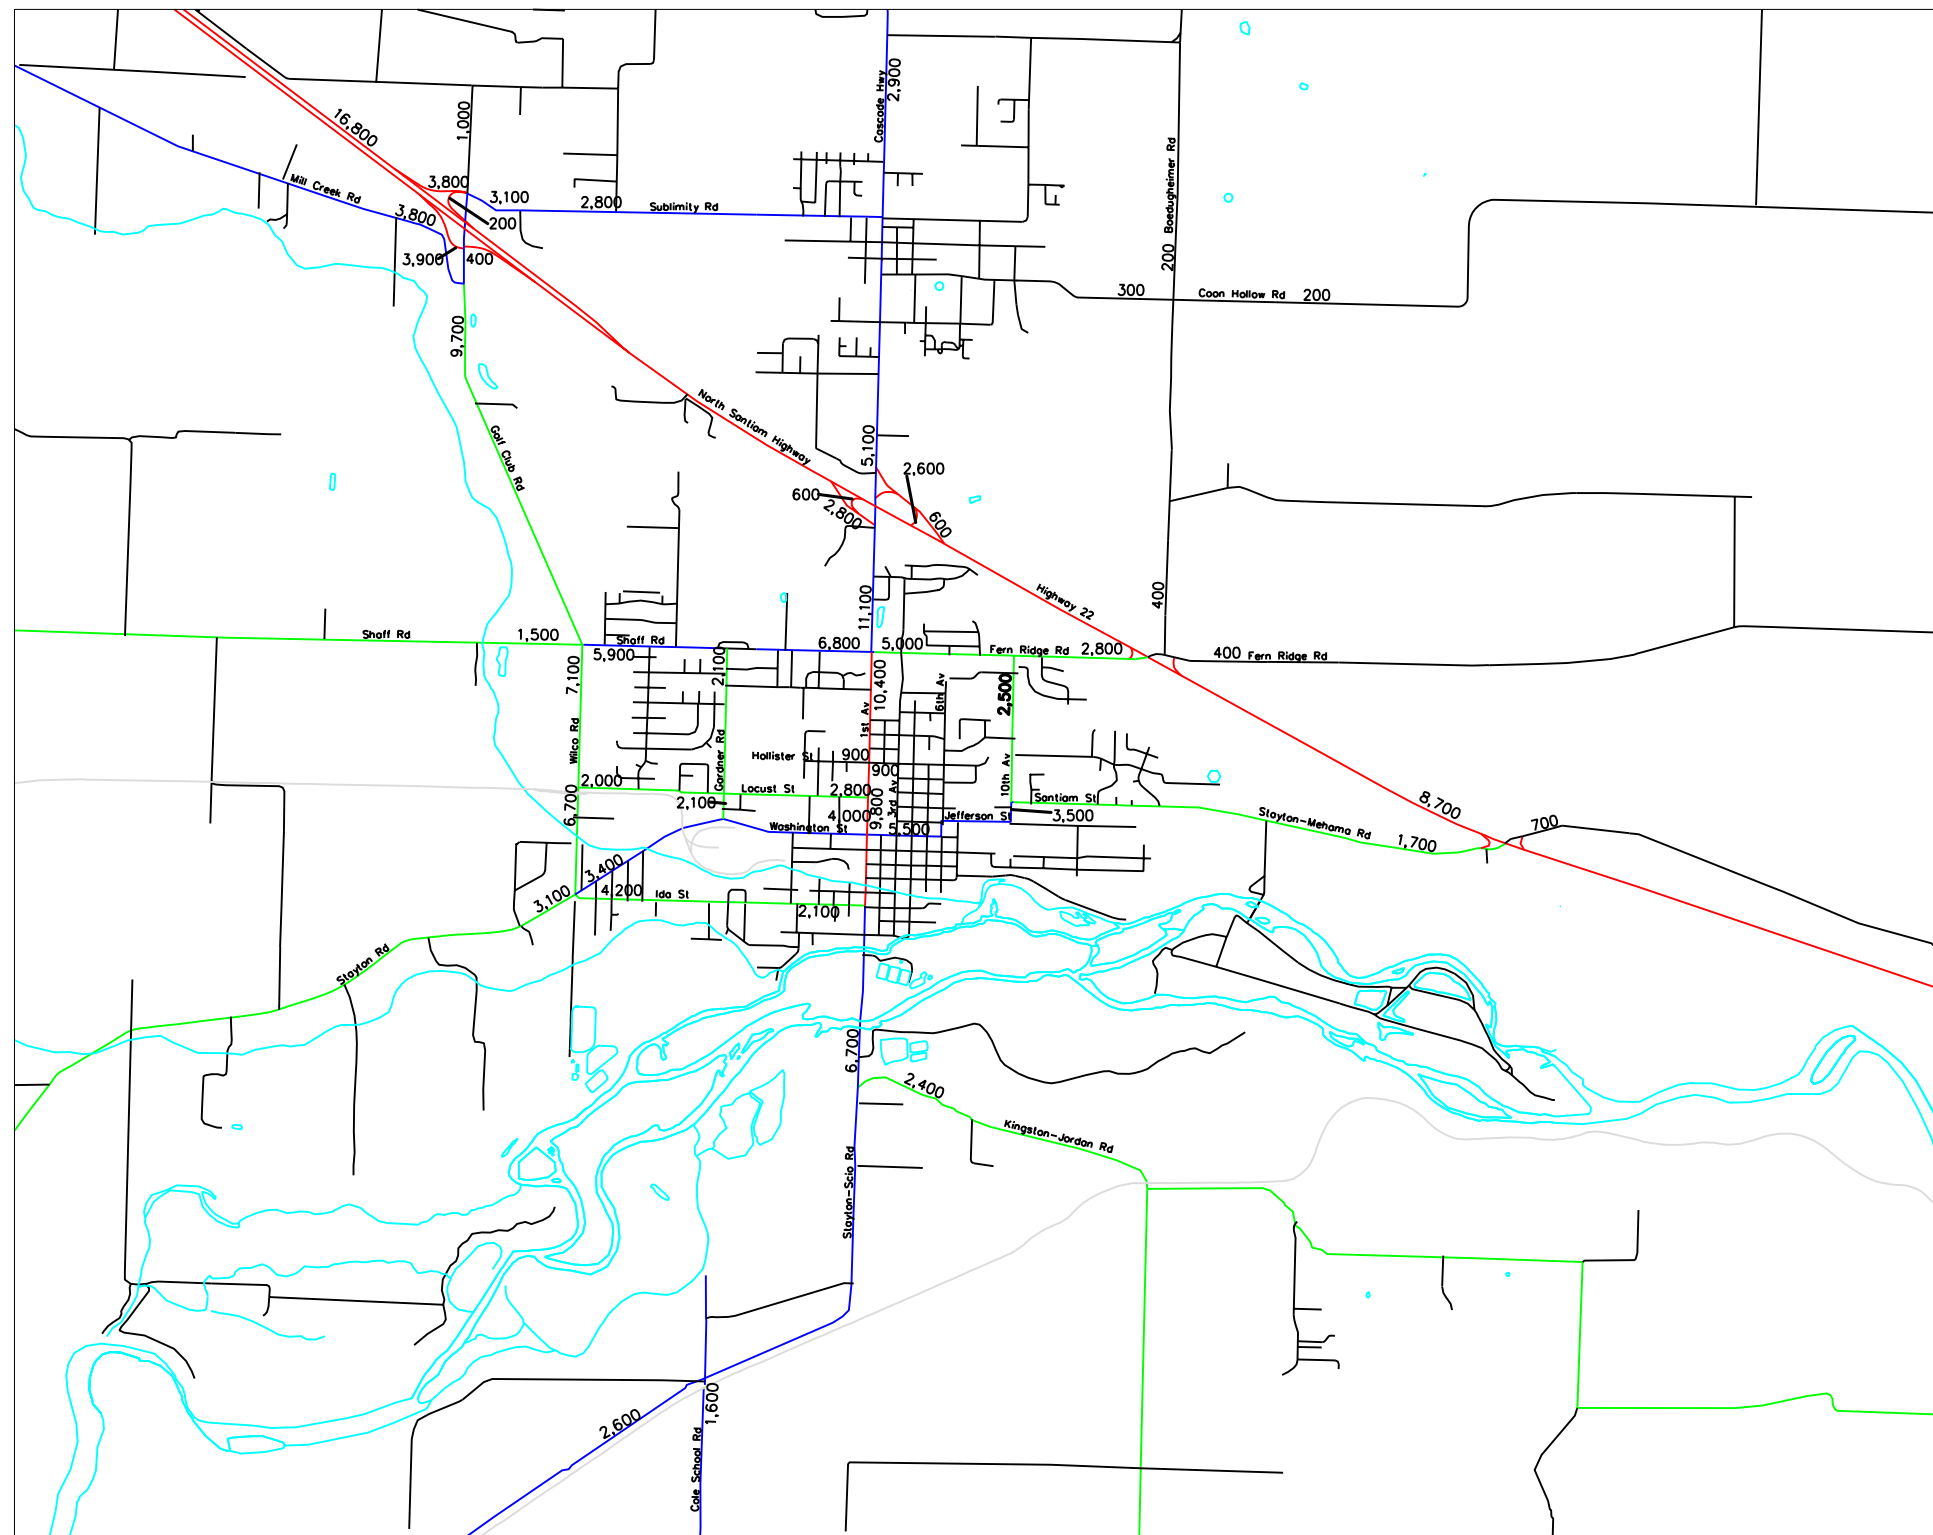 Cascade Hwy
2,900
16,800
1,000
Mill Creek Rd
3,800
3,100
2,800
Sublimity Rd
200
3,800
3,900
400
Boedugheimer Rd
200
300
Coon Hollow Rd
200
9,700
North Santiam Highway
Golf Club Rd
5,100
2,600
600
2,800
600
Highway 22
11,100
400
Shaff Rd
1,500
Shaff Rd
5,900
6,800
5,000
Fern Ridge Rd
2,800
400
Fern Ridge Rd
7,100
2,100
10,400
6th Av
2,500
1st Av
Wilco Rd
Gardner Rd
Hollister St
900
900
10th Av
2,000
Locust St
2,800
3rd Av
Santiam St
2,100
6,700
4,000
9,800
Jefferson St
3,500
Washington St
5,500
8,700
Stayton-Mehama Rd
1,700
700
3,400
3,100
4,200
Ida St
2,100
Stayton Rd
6,700
2,400
Kingston-Jordan Rd
Stayton-Scio Rd
1,600
2,600
Cole School Rd